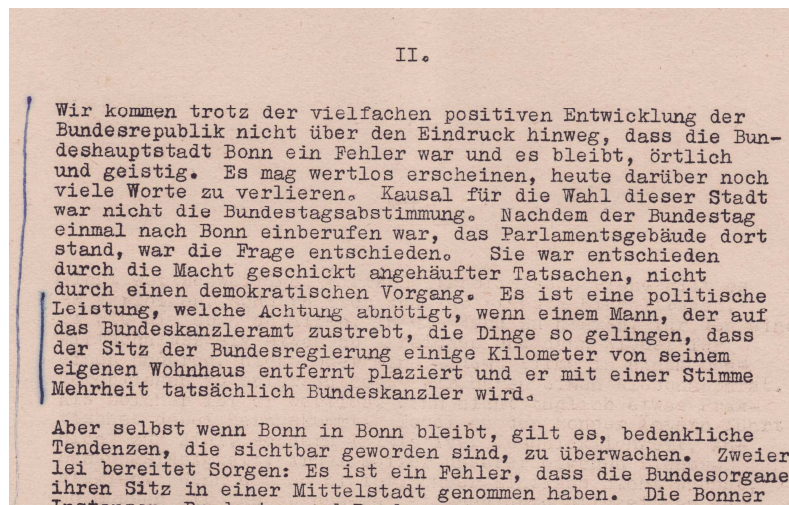 II.
Wir kommen trotz der vielfachen positiven Entwicklung der
Bundesrepublik nicht über den Eindruck hinweg, dass die Bun-
deshauptstadt Bonn ein Fehler war und es bleibt, örtlich
und geistig. Es mag wertlos erscheinen, heute darüber noch
viele Worte zu verlieren. Kausal für die Wahl dieser Stadt
war nicht die Bundestagsabstimmung. Nachdem der Bundestag
einmal nach Bonn einberufen war, das Parlamentsgebäude dort
stand, war die Frage entschieden. Sie war entschieden
durch die Macht geschickt angehäufter Tatsachen, nicht
durch einen demokratischen Vorgang. Es ist eine politische
Leistung, welche Achtung abnötigt, wenn einem Mann, der auf
das Bundeskanzleramt zustrebt, die Dinge so gelingen, dass
der Sitz der Bundesregierung einige Kilometer von seinem
eigenen Wohnhaus entfernt plaziert und er mit einer Stimme
Mehrheit tatsächlich Bundeskanzler wird.
Aber selbst wenn Bonn in Bonn bleibt, gilt es, bedenkliche
Tendenzen, die sichtbar geworden sind, zu überwachen. Zweier
lei bereitet Sorgen: Es ist ein Fehler, dass die Bundesorgane
ihren Sitz in einer Mittelstadt genommen haben. Die Bonner